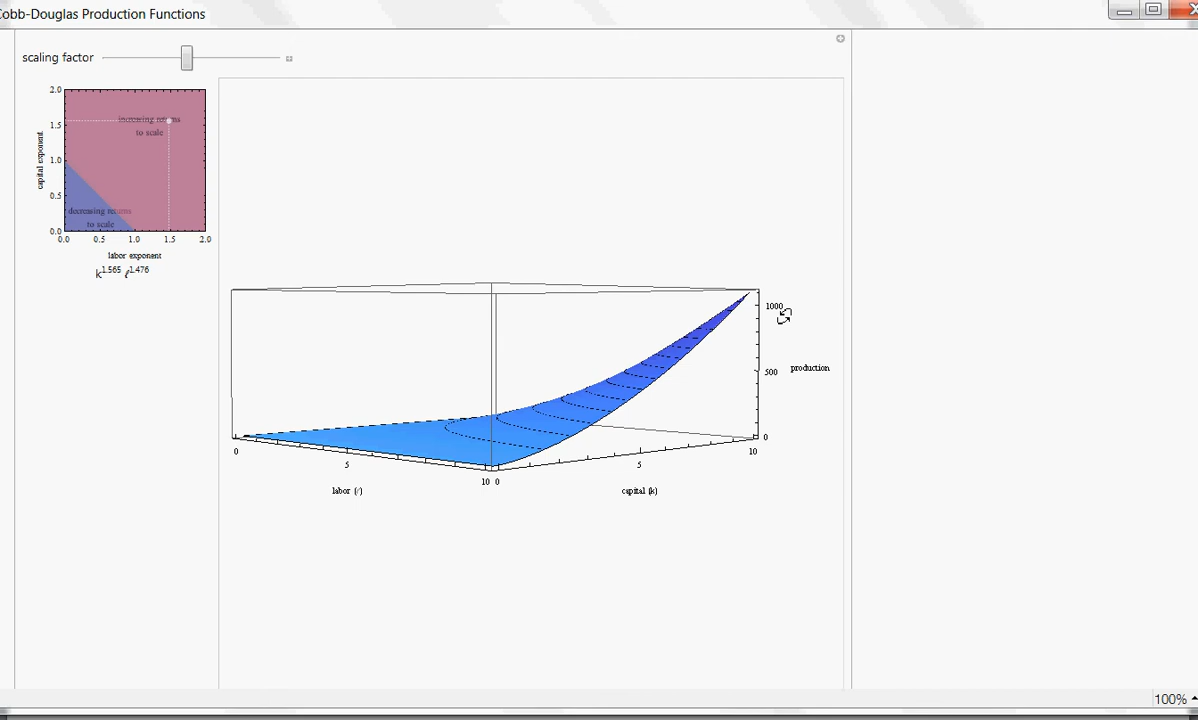 Cobb-Douglas Production Functions
scaling factor
2.0
1.5
1.0
0.5
0.0
capital exponent
increasing returns
to scale
decreasing returns
to scale
0.0 0.5 1.0 1.5 2.0
labor exponent
k^1.565 ℓ^1.476
1000
500
0
production
0
5
10
labor (ℓ)
0
5
10
capital (k)
100%